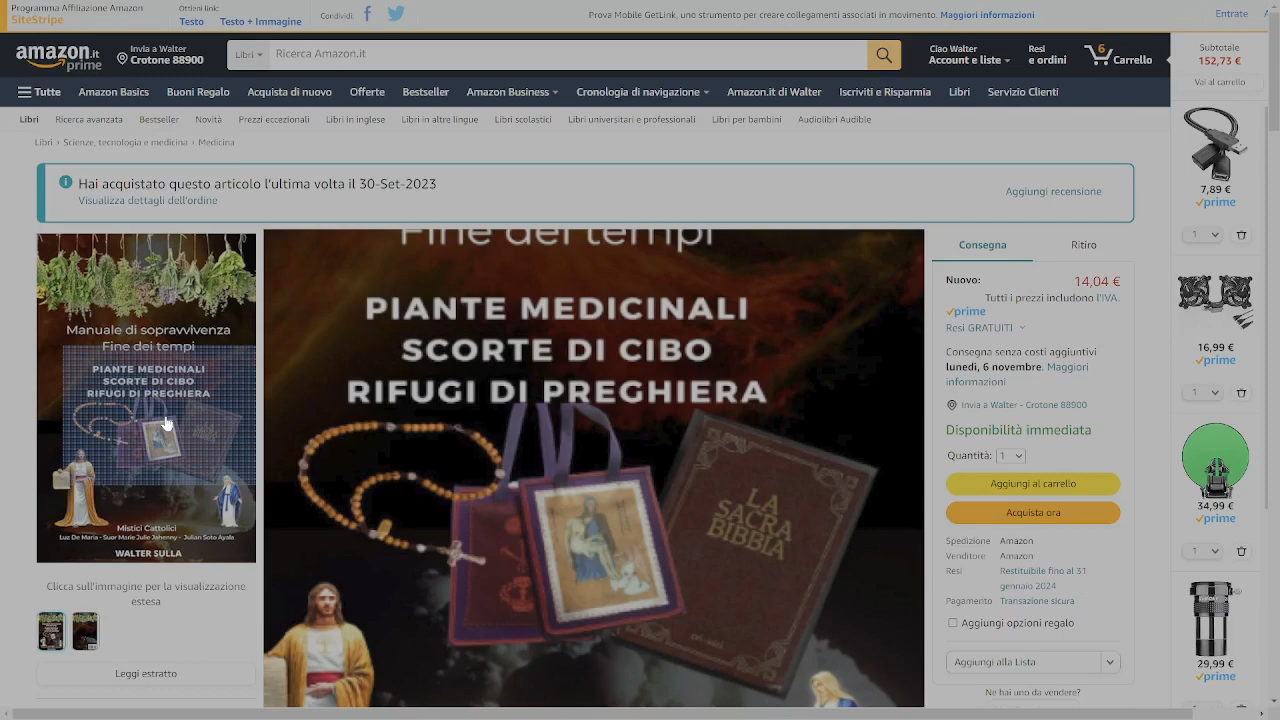 Programma Affiliazione Amazon
SiteStripe
Ottieni link:
Testo Testo + Immagine
Condividi
Prova Mobile GetLink, uno strumento per creare collegamenti associati in movimento. Maggiori informazioni
Entrate
amazon.it
prime
Invia a Walter
Crotone 88900
Libri
Ricerca Amazon.it
Ciao Walter
Account e liste
Resi
e ordini
6
Carrello
Subtotale
152,73 €
Vai al carrello
Tutte Amazon Basics Buoni Regalo Acquista di nuovo Offerte Bestseller Amazon Business Cronologia di navigazione Amazon.it di Walter Iscriviti e Risparmia Libri Servizio Clienti
Libri Ricerca avanzata Bestseller Novità Prezzi eccezionali Libri in inglese Libri in altre lingue Libri scolastici Libri universitari e professionali Libri per bambini Audiolibri Audible
Libri › Scienze, tecnologia e medicina › Medicina
Hai acquistato questo articolo l'ultima volta il 30-Set-2023
Visualizza dettagli dell'ordine
Aggiungi recensione
Manuale di sopravvivenza
Fine dei tempi
PIANTE MEDICINALI
SCORTE DI CIBO
RIFUGI DI PREGHIERA
Mistici Cattolici
Luz De Maria - Suor Marie Julie Jahenny - Julian Soto Ayala
WALTER SULLA
Clicca sull'immagine per la visualizzazione
estesa
Leggi estratto
Fine dei tempi
PIANTE MEDICINALI
SCORTE DI CIBO
RIFUGI DI PREGHIERA
LA
SACRA
BIBBIA
Consegna Ritiro
Nuovo: 14,04 €
Tutti i prezzi includono l'IVA.
prime
Resi GRATUITI
Consegna senza costi aggiuntivi
lunedì, 6 novembre. Maggiori
informazioni
Invia a Walter - Crotone 88900
Disponibilità immediata
Quantità: 1
Aggiungi al carrello
Acquista ora
Spedizione Amazon
Venditore Amazon
Resi Restituibile fino al 31
gennaio 2024
Pagamento Transazione sicura
Aggiungi opzioni regalo
Aggiungi alla Lista
Ne hai uno da vendere?
7,89 €
prime
1
16,99 €
prime
1
34,99 €
prime
1
29,99 €
prime